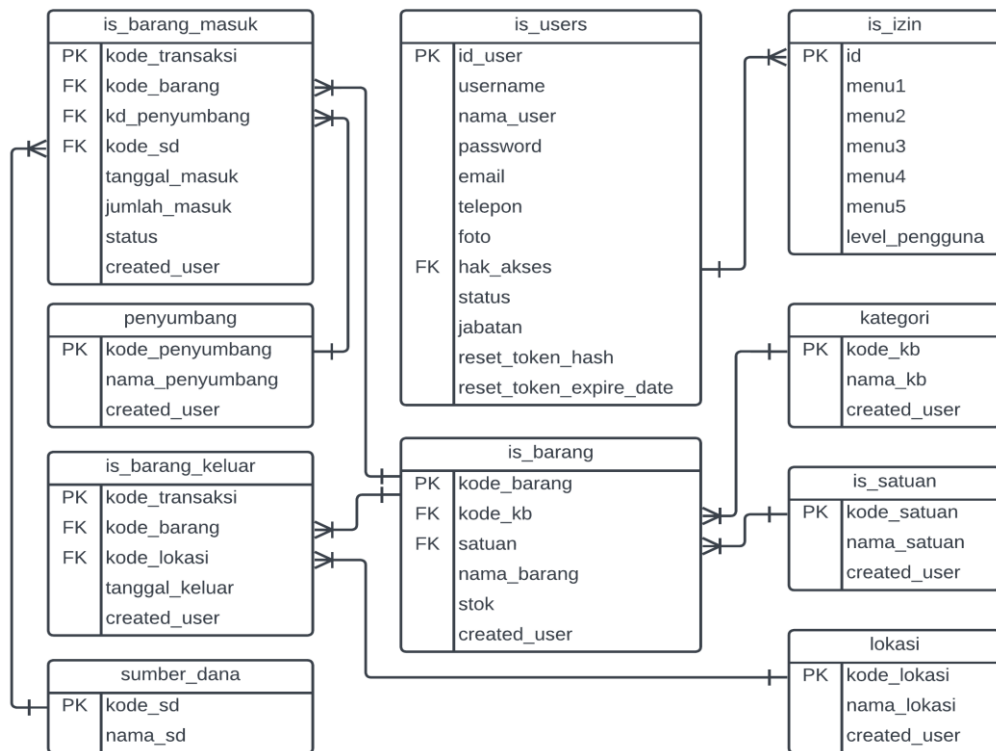 is_barang_masuk
PK kode_transaksi
FK kode_barang
FK kd_penyumbang
FK kode_sd
tanggal_masuk
jumlah_masuk
status
created_user
penyumbang
PK kode_penyumbang
nama_penyumbang
created_user
is_barang_keluar
PK kode_transaksi
FK kode_barang
FK kode_lokasi
tanggal_keluar
created_user
sumber_dana
PK kode_sd
nama_sd
is_users
PK id_user
username
nama_user
password
email
telepon
foto
FK hak_akses
status
jabatan
reset_token_hash
reset_token_expire_date
is_barang
PK kode_barang
FK kode_kb
FK satuan
nama_barang
stok
created_user
is_izin
PK id
menu1
menu2
menu3
menu4
menu5
level_pengguna
kategori
PK kode_kb
nama_kb
created_user
is_satuan
PK kode_satuan
nama_satuan
created_user
lokasi
PK kode_lokasi
nama_lokasi
created_user